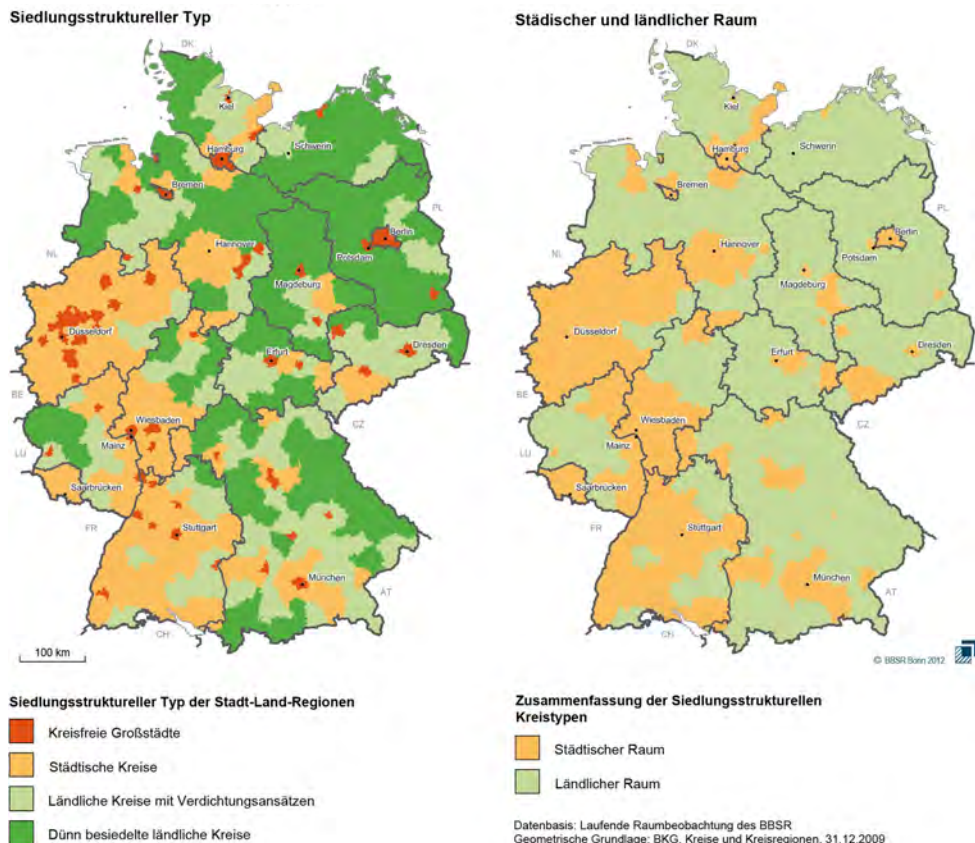 Siedlungsstruktureller Typ
DK
Kiel
Hamburg
Schwerin
Bremen
PL
Berlin
Hannover
Potsdam
NL
Magdeburg
Düsseldorf
Erfurt
Dresden
BE
Wiesbaden
CZ
Mainz
LU
Saarbrücken
FR
Stuttgart
München
AT
CH
100 km
Siedlungsstruktureller Typ der Stadt-Land-Regionen
Kreisfreie Großstädte
Städtische Kreise
Ländliche Kreise mit Verdichtungsansätzen
Dünn besiedelte ländliche Kreise
Städtischer und ländlicher Raum
DK
Kiel
Hamburg
Schwerin
Bremen
PL
Berlin
Hannover
Potsdam
NL
Magdeburg
Düsseldorf
Erfurt
Dresden
BE
Wiesbaden
CZ
Mainz
LU
Saarbrücken
FR
Stuttgart
München
AT
CH
© BBSR Bonn 2012
Zusammenfassung der Siedlungsstrukturellen
Kreistypen
Städtischer Raum
Ländlicher Raum
Datenbasis: Laufende Raumbeobachtung des BBSR
Geometrische Grundlage: BKG, Kreise und Kreisregionen, 31.12.2009